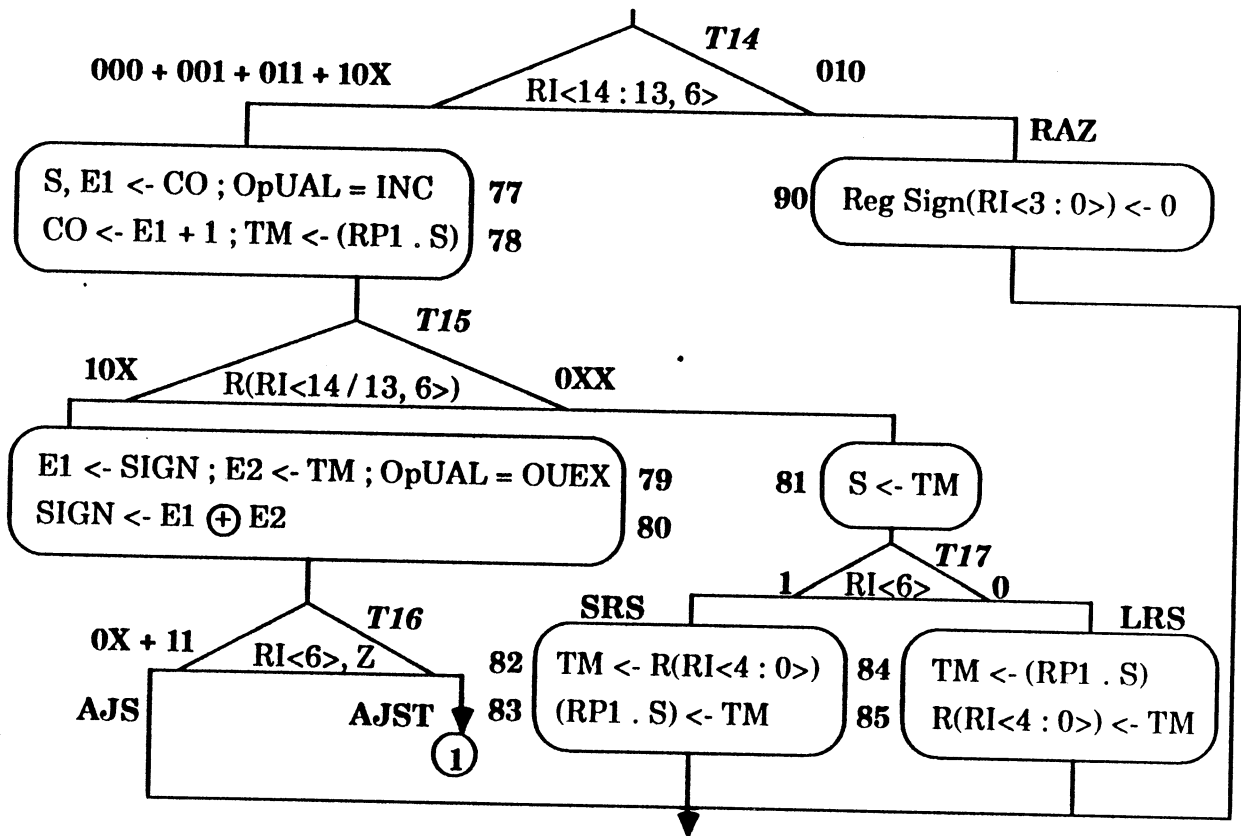 T14
000 + 001 + 011 + 10X
010
RI<14 : 13, 6>
RAZ
S, E1 <- CO ; OpUAL = INC 77
CO <- E1 + 1 ; TM <- (RP1 . S) 78
90 Reg Sign(RI<3 : 0>) <- 0
T15
10X
R(RI<14 / 13, 6>)
0XX
E1 <- SIGN ; E2 <- TM ; OpUAL = OUEX 79
SIGN <- E1 ⊕ E2 80
81 S <- TM
T17
1 RI<6> 0
T16
0X + 11
RI<6>, Z
SRS
LRS
82 TM <- R(RI<4 : 0>)
83 (RP1 . S) <- TM
84 TM <- (RP1 . S)
85 R(RI<4 : 0>) <- TM
AJS
AJST
1